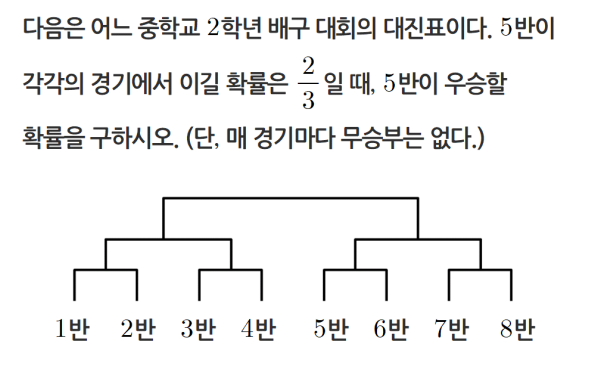 다음은 어느 중학교 2학년 배구 대회의 대진표이다. 5반이
각각의 경기에서 이길 확률은 2/3일 때, 5반이 우승할
확률을 구하시오. (단, 매 경기마다 무승부는 없다.)
1반 2반 3반 4반 5반 6반 7반 8반